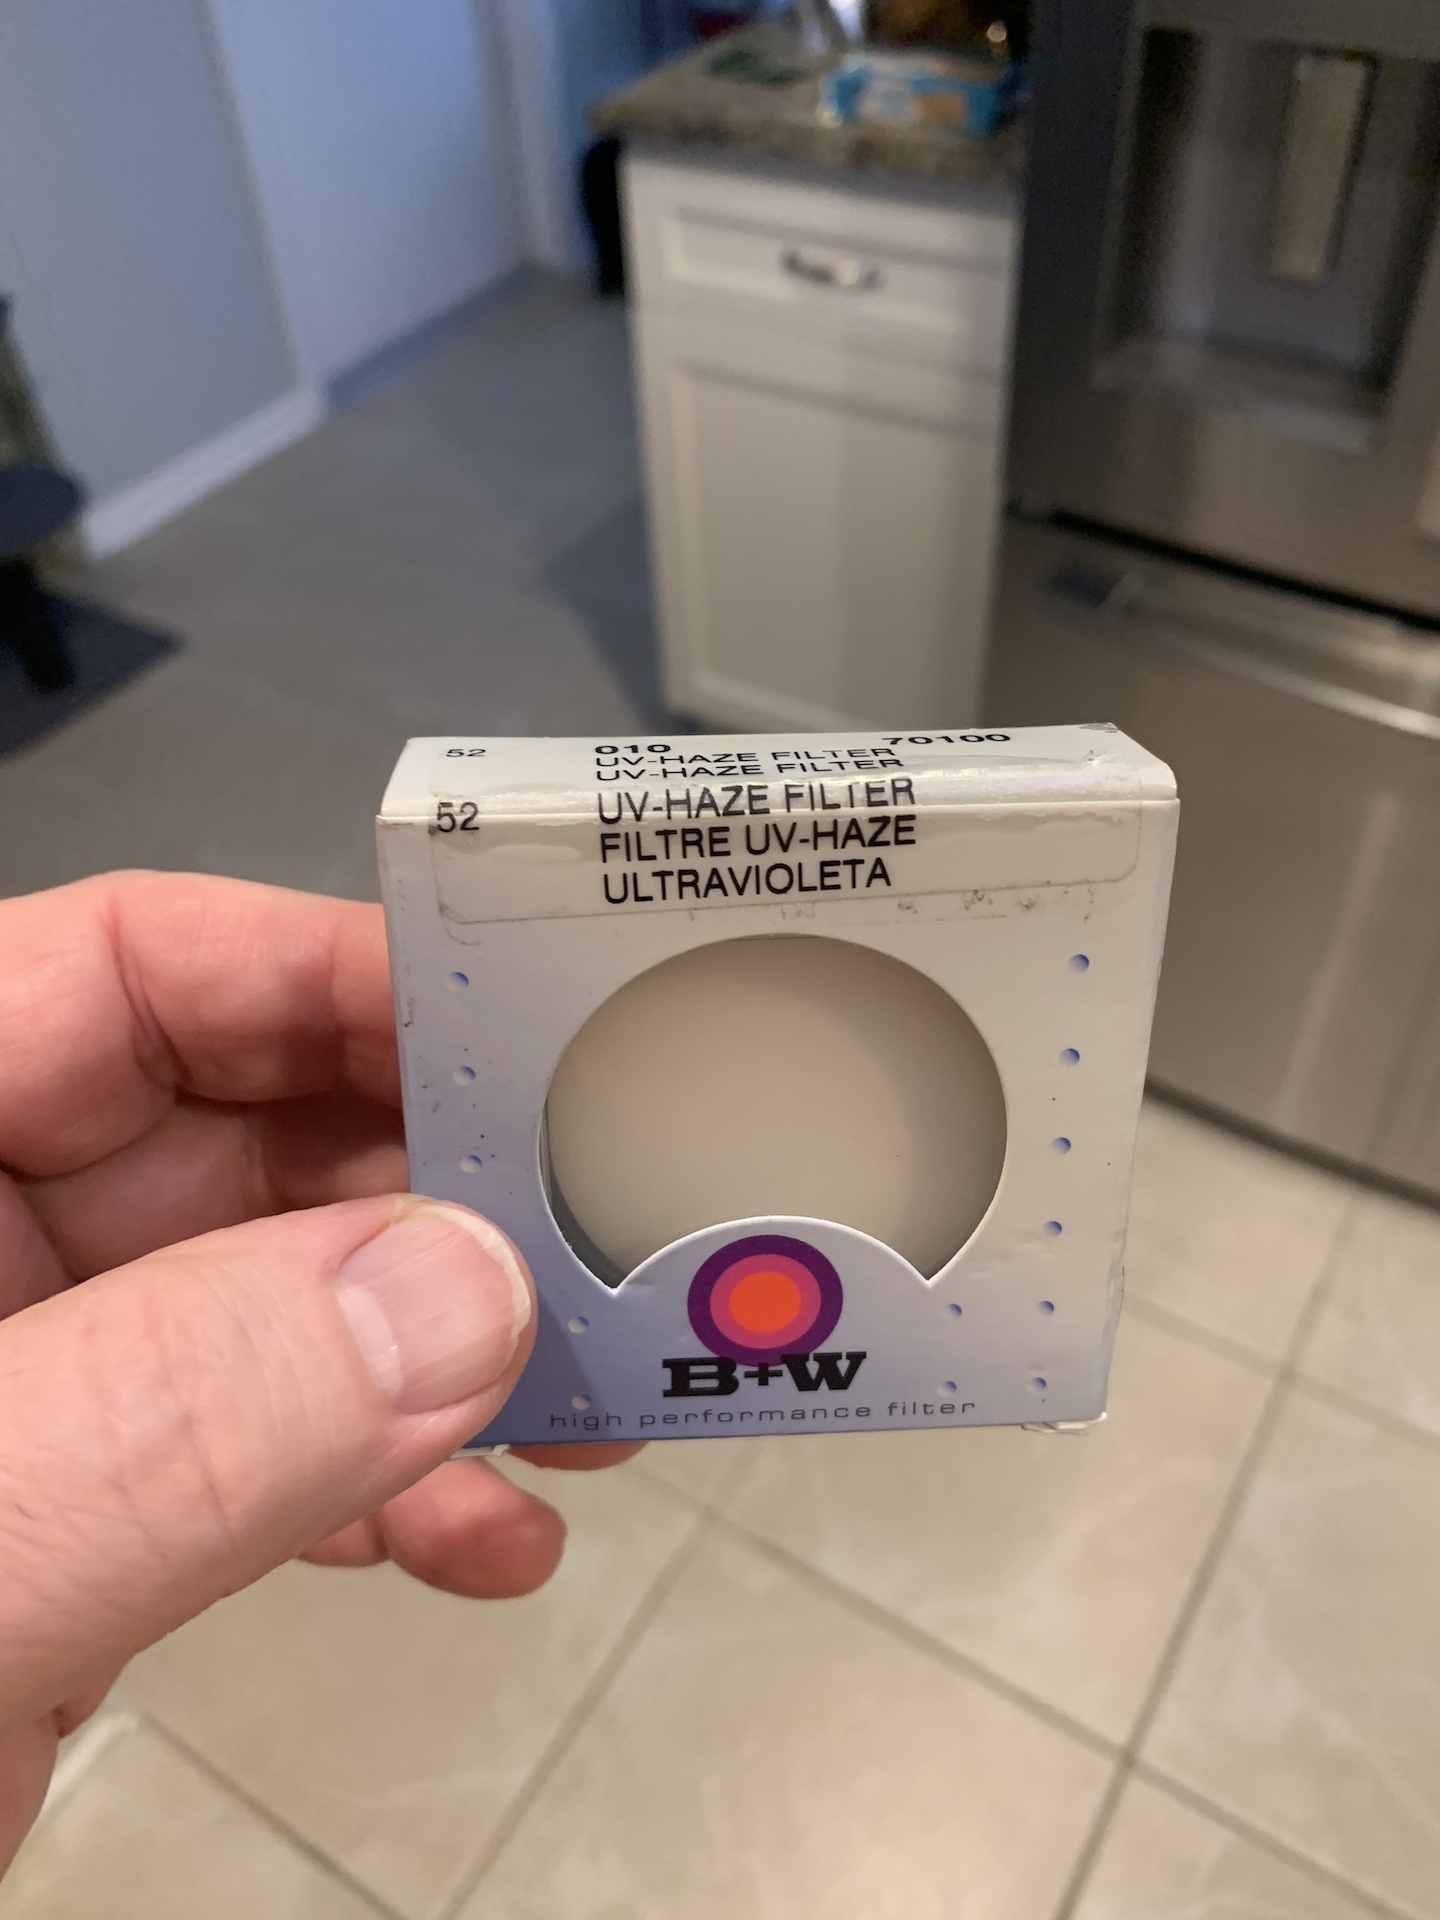 52 010 70100
UV-HAZE FILTER
UV-HAZE FILTER
52 UV-HAZE FILTER
FILTRE UV-HAZE
ULTRAVIOLETA
B+W
high performance filter